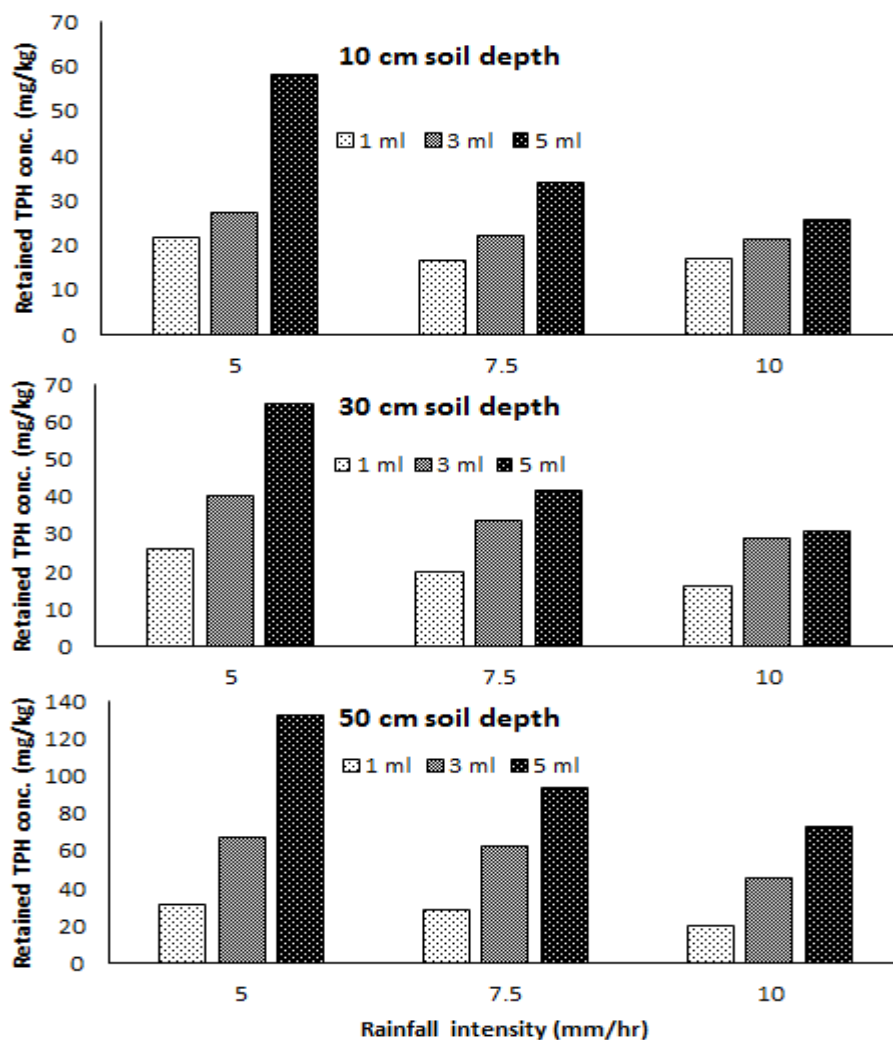 Retained TPH conc. (mg/kg)
70
60
50
40
30
20
10
0
10 cm soil depth
1 ml 3 ml 5 ml
5 7.5 10
Retained TPH conc. (mg/kg)
70
60
50
40
30
20
10
0
30 cm soil depth
1 ml 3 ml 5 ml
5 7.5 10
Retained TPH conc. (mg/kg)
140
120
100
80
60
40
20
0
50 cm soil depth
1 ml 3 ml 5 ml
5 7.5 10
Rainfall intensity (mm/hr)